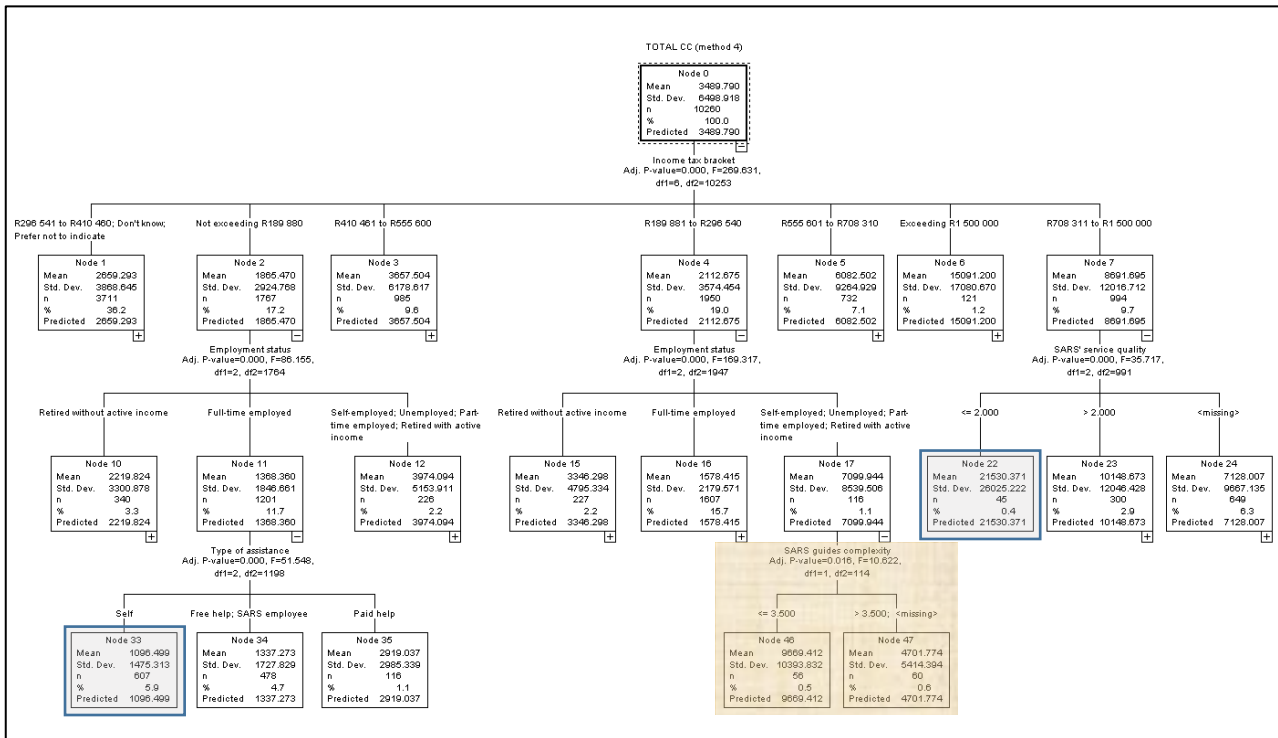 TOTAL CC (method 4)
Node 0
Mean 3489.790
Std. Dev. 6498.918
n 10260
% 100.0
Predicted 3489.790
Income tax bracket
Adj. P-value=0.000, F=269.631,
df1=6, df2=10253
R296 541 to R410 460; Don't know;
Prefer not to indicate
Node 1
Mean 2659.293
Std. Dev. 3868.645
n 3711
% 36.2
Predicted 2659.293
Not exceeding R189 880
Node 2
Mean 1865.470
Std. Dev. 2924.768
n 1767
% 17.2
Predicted 1865.470
R410 461 to R555 600
Node 3
Mean 3657.504
Std. Dev. 6178.617
n 985
% 9.6
Predicted 3657.504
R189 881 to R296 540
Node 4
Mean 2112.675
Std. Dev. 3574.454
n 1950
% 19.0
Predicted 2112.675
R555 601 to R708 310
Node 5
Mean 6082.502
Std. Dev. 9264.929
n 732
% 7.1
Predicted 6082.502
Exceeding R1 500 000
Node 6
Mean 15091.200
Std. Dev. 17080.670
n 121
% 1.2
Predicted 15091.200
R708 311 to R1 500 000
Node 7
Mean 8691.695
Std. Dev. 12016.712
n 994
% 9.7
Predicted 8691.695
Employment status
Adj. P-value=0.000, F=86.155,
df1=2, df2=1764
Employment status
Adj. P-value=0.000, F=169.317,
df1=2, df2=1947
SARS' service quality
Adj. P-value=0.000, F=35.717,
df1=2, df2=991
Retired without active income
Node 10
Mean 2219.824
Std. Dev. 3300.878
n 340
% 3.3
Predicted 2219.824
Full-time employed
Node 11
Mean 1368.360
Std. Dev. 1846.661
n 1201
% 11.7
Predicted 1368.360
Self-employed; Unemployed; Part-
time employed; Retired with active
income
Node 12
Mean 3974.094
Std. Dev. 5153.911
n 226
% 2.2
Predicted 3974.094
Retired without active income
Node 15
Mean 3346.298
Std. Dev. 4795.334
n 227
% 2.2
Predicted 3346.298
Full-time employed
Node 16
Mean 1578.415
Std. Dev. 2179.571
n 1607
% 15.7
Predicted 1578.415
Self-employed; Unemployed; Part-
time employed; Retired with active
income
Node 17
Mean 7099.944
Std. Dev. 8539.506
n 116
% 1.1
Predicted 7099.944
<= 2.000
Node 22
Mean 21530.371
Std. Dev. 26025.222
n 45
% 0.4
Predicted 21530.371
> 2.000
Node 23
Mean 10148.673
Std. Dev. 12046.428
n 300
% 2.9
Predicted 10148.673
<missing>
Node 24
Mean 7128.007
Std. Dev. 9667.135
n 649
% 6.3
Predicted 7128.007
Type of assistance
Adj. P-value=0.000, F=51.548,
df1=2, df2=1198
SARS guides complexity
Adj. P-value=0.016, F=10.622,
df1=1, df2=114
Self
Node 33
Mean 1096.499
Std. Dev. 1475.313
n 607
% 5.9
Predicted 1096.499
Free help; SARS employee
Node 34
Mean 1337.273
Std. Dev. 1727.829
n 478
% 4.7
Predicted 1337.273
Paid help
Node 35
Mean 2919.037
Std. Dev. 2985.339
n 116
% 1.1
Predicted 2919.037
<= 3.500
Node 46
Mean 9669.412
Std. Dev. 10393.832
n 56
% 0.5
Predicted 9669.412
> 3.500; <missing>
Node 47
Mean 4701.774
Std. Dev. 5414.394
n 60
% 0.6
Predicted 4701.774